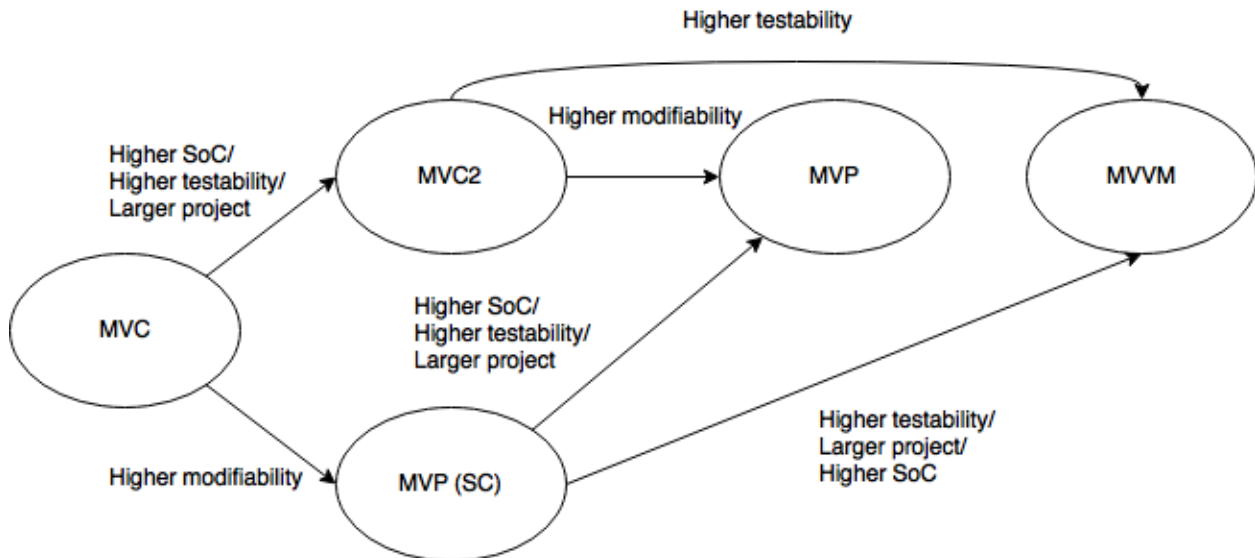 Higher testability
Higher modifiability
Higher SoC/
Higher testability/
Larger project
MVC2
MVP
MVVM
MVC
Higher SoC/
Higher testability/
Larger project
Higher testability/
Larger project/
Higher SoC
Higher modifiability
MVP (SC)